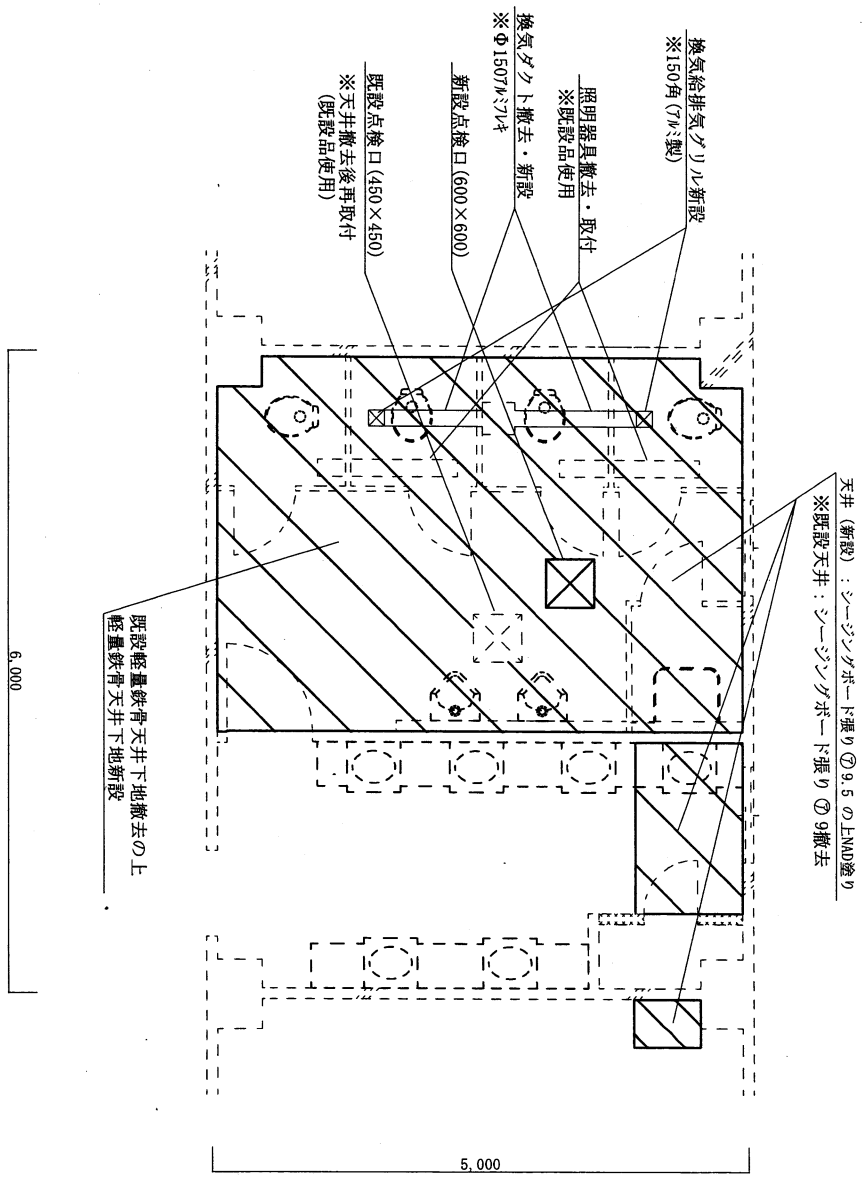 換気給排気グリル新設
※150角(ｱﾙﾐ製)
照明器具撤去・取付
※既設品使用
換気ダクト撤去・新設
※Φ150ｱﾙﾐﾌﾚｷ
新設点検口(600×600)
既設点検口(450×450)
※天井撤去後再取付
(既設品使用)
天井（新設）：シージングボード張り ㋐9.5 の上NAD塗り
※既設天井：シージングボード張り ㋐9撤去
既設軽量鉄骨天井下地撤去の上
軽量鉄骨天井下地新設
6,000
5,000